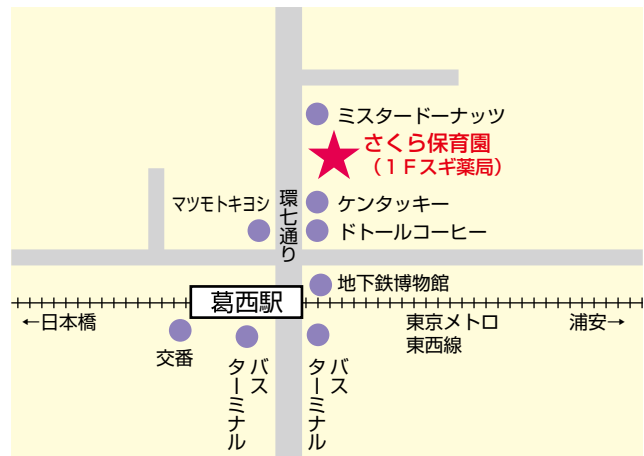 ミスタードーナッツ
さくら保育園
（１Ｆスギ薬局）
マツモトキヨシ
環七通り
ケンタッキー
ドトールコーヒー
地下鉄博物館
葛西駅
←日本橋
東京メトロ
東西線
浦安→
交番
バス
ターミナル
バス
ターミナル